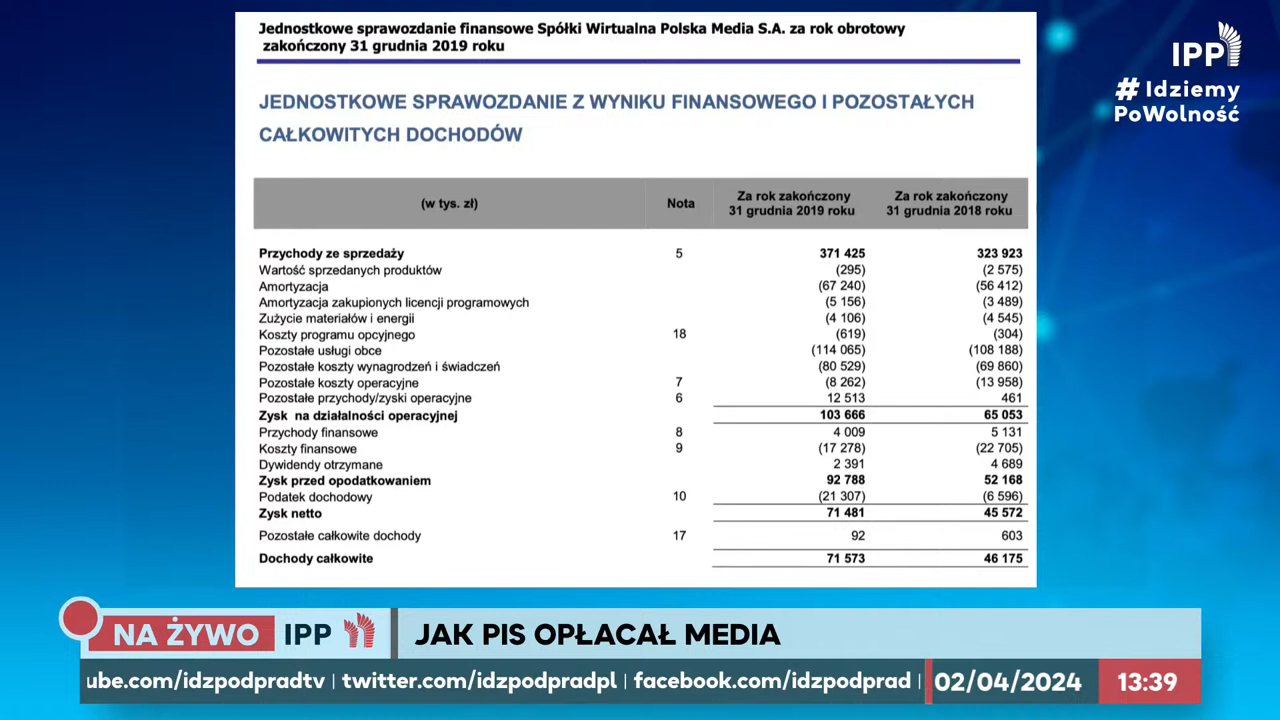 Jednostkowe sprawozdanie finansowe Spółki Wirtualna Polska Media S.A. za rok obrotowy
zakończony 31 grudnia 2019 roku
IPP
# Idziemy
PoWolność
JEDNOSTKOWE SPRAWOZDANIE Z WYNIKU FINANSOWEGO I POZOSTAŁYCH
CAŁKOWITYCH DOCHODÓW
(w tys. zł) Nota Za rok zakończony 31 grudnia 2019 roku Za rok zakończony 31 grudnia 2018 roku
Przychody ze sprzedaży 5 371 425 323 923
Wartość sprzedanych produktów (295) (2 575)
Amortyzacja (67 240) (56 412)
Amortyzacja zakupionych licencji programowych (5 156) (3 489)
Zużycie materiałów i energii (4 106) (4 545)
Koszty programu opcyjnego 18 (619) (304)
Pozostałe usługi obce (114 065) (108 188)
Pozostałe koszty wynagrodzeń i świadczeń (80 529) (69 860)
Pozostałe koszty operacyjne 7 (8 262) (13 958)
Pozostałe przychody/zyski operacyjne 6 12 513 461
Zysk na działalności operacyjnej 103 666 65 053
Przychody finansowe 8 4 009 5 131
Koszty finansowe 9 (17 278) (22 705)
Dywidendy otrzymane 2 391 4 689
Zysk przed opodatkowaniem 92 788 52 168
Podatek dochodowy 10 (21 307) (6 596)
Zysk netto 71 481 45 572
Pozostałe całkowite dochody 17 92 603
Dochody całkowite 71 573 46 175
NA ŻYWO IPP JAK PIS OPŁACAŁ MEDIA
ube.com/idzpodpradtv | twitter.com/idzpodpradpl | facebook.com/idzpodprad | 02/04/2024 13:39